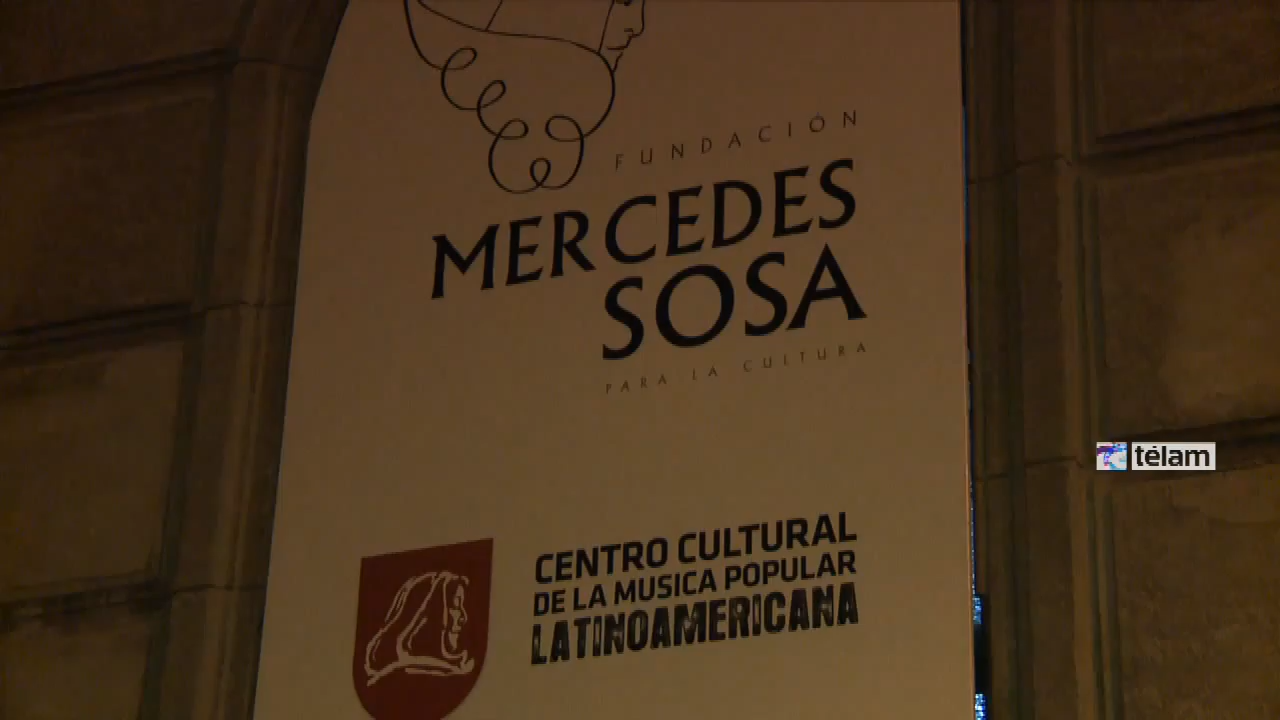 FUNDACIÓN
MERCEDES
SOSA
PARA LA CULTURA
télam
CENTRO CULTURAL
DE LA MUSICA POPULAR
LATINOAMERICANA